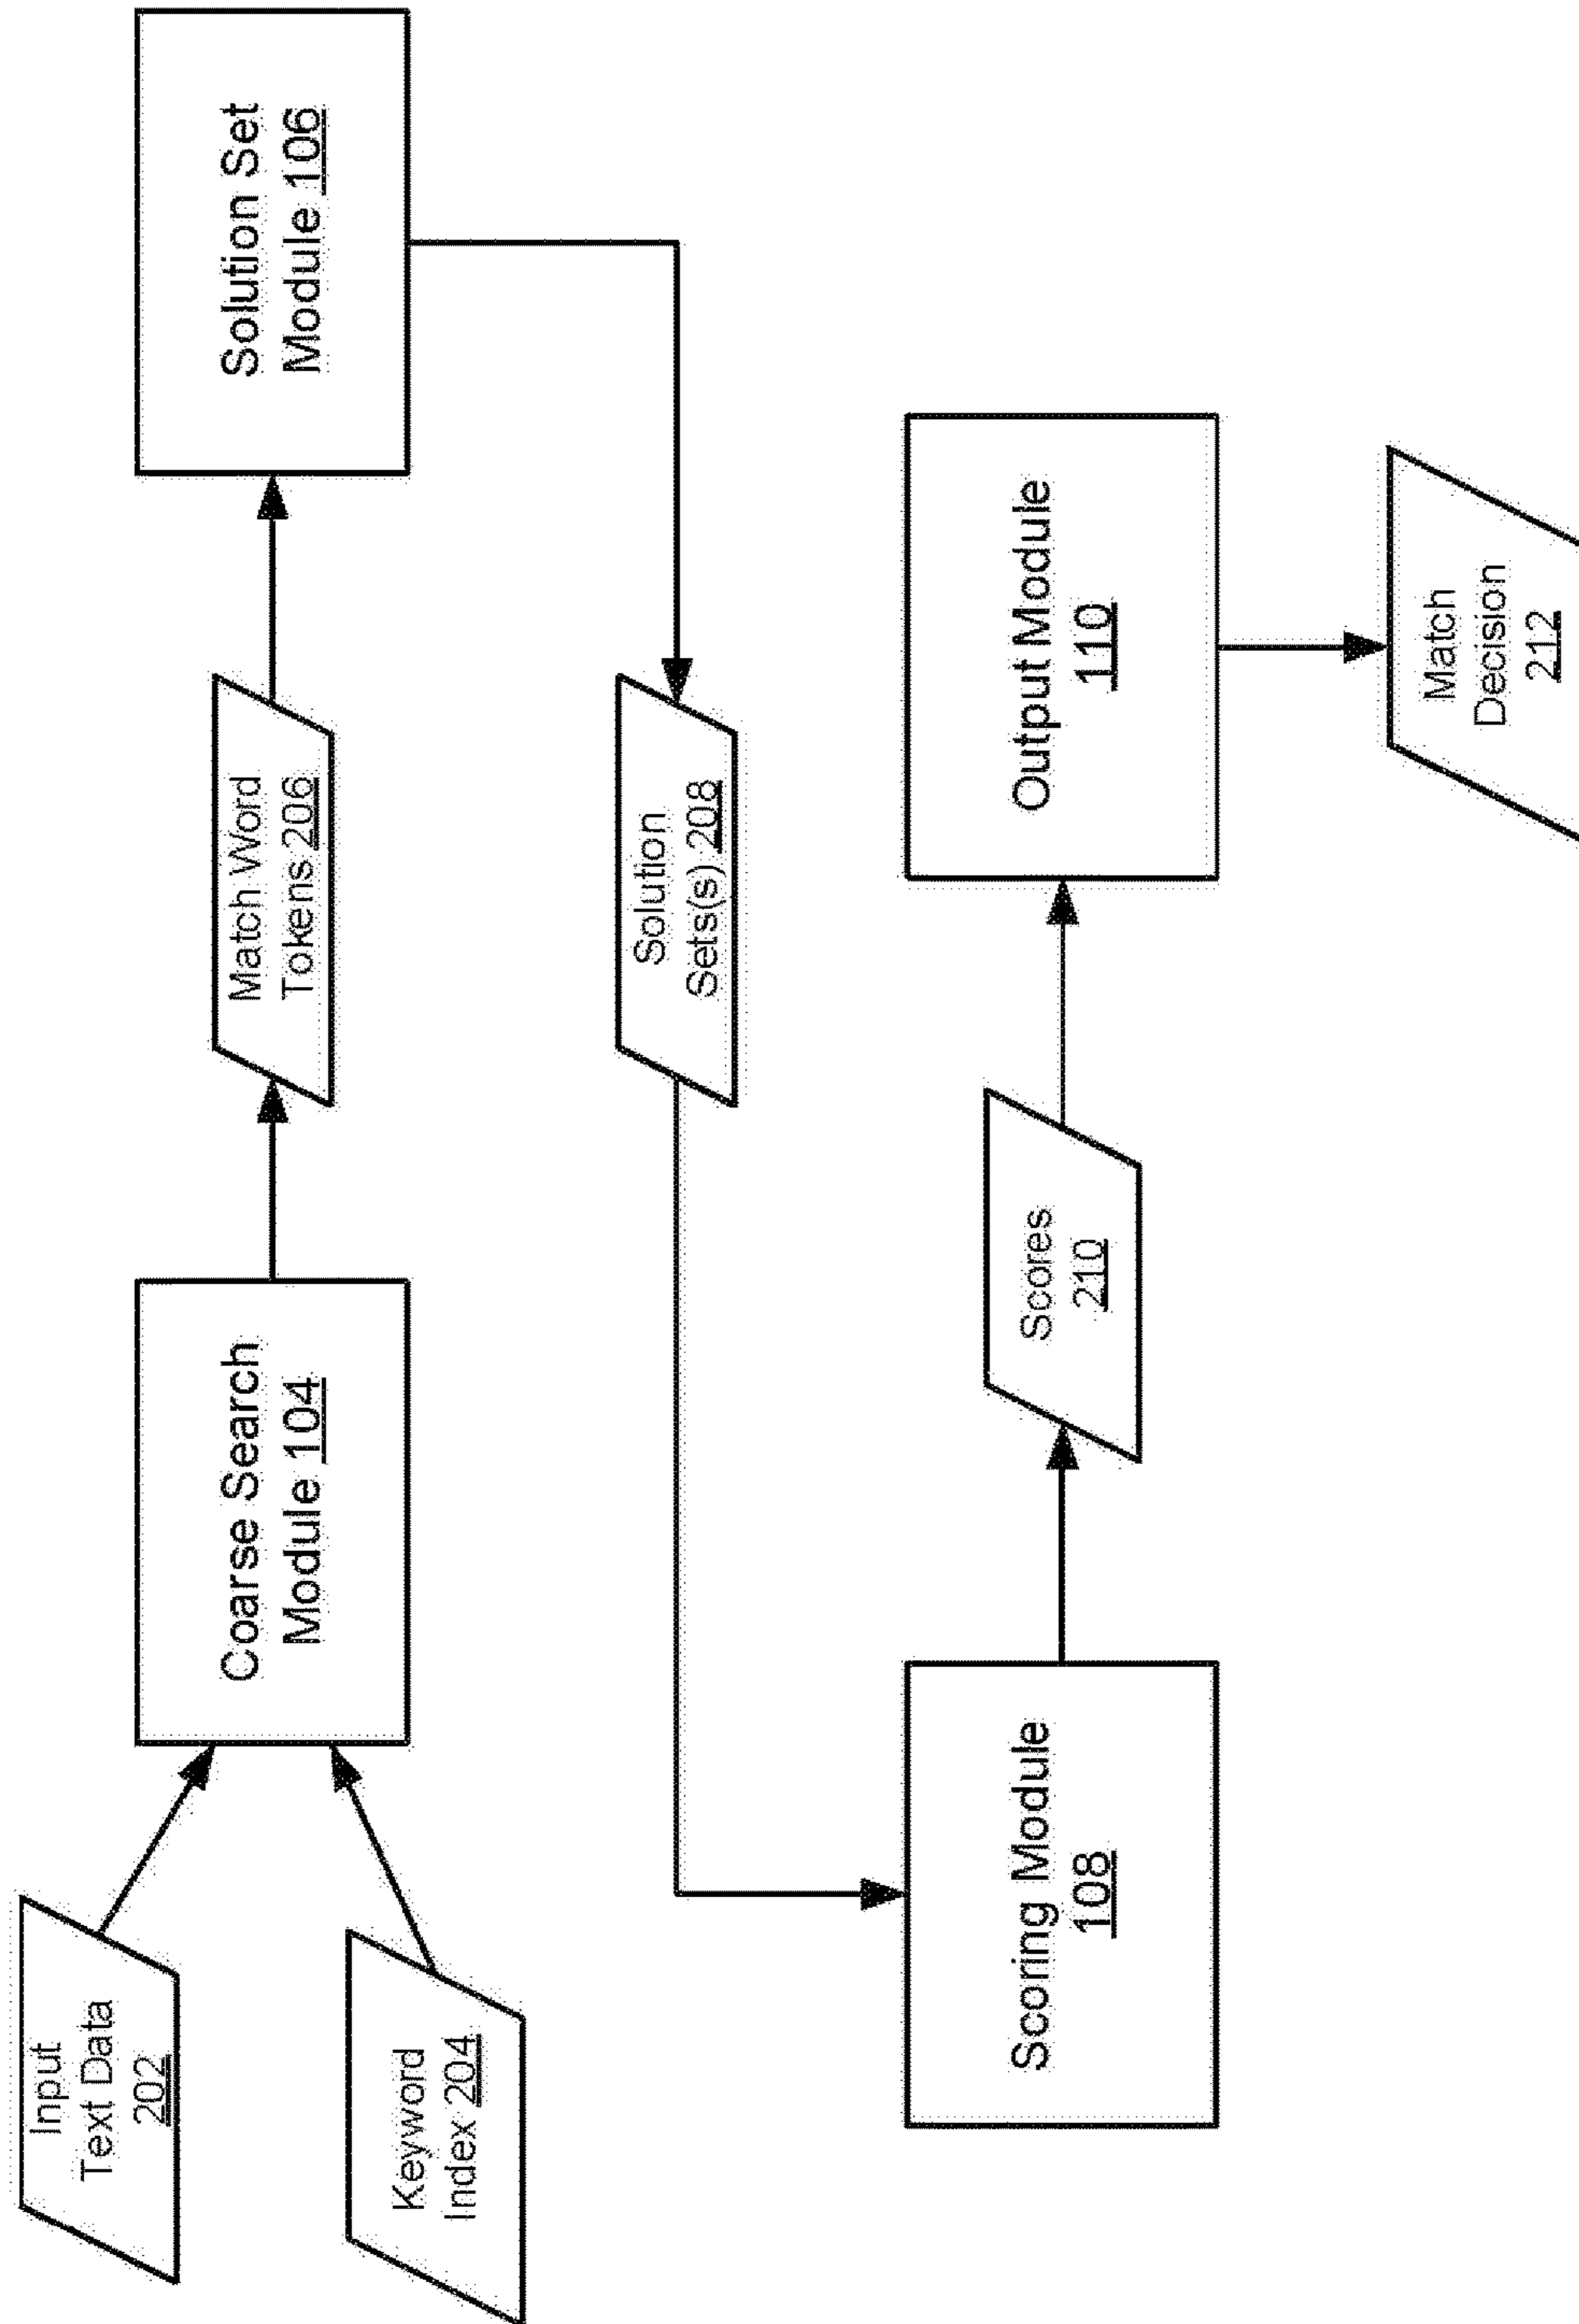 Input
Text Data
202
Keyword
Index 204
Coarse Search
Module 104
Match Word
Tokens 206
Solution Set
Module 106
Solution
Sets(s) 208
Scoring Module
108
Scores
210
Output Module
110
Match
Decision
212